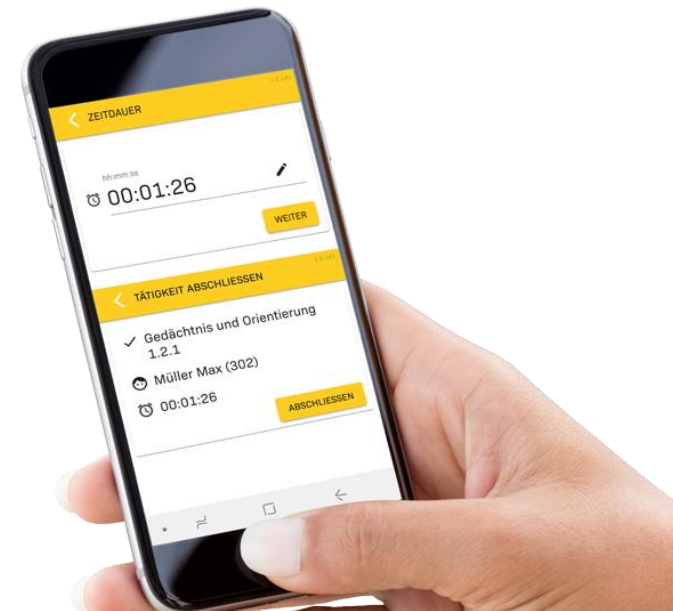 ZEITDAUER
hh:mm:ss
00:01:26
WEITER
TÄTIGKEIT ABSCHLIESSEN
Gedächtnis und Orientierung
1.2.1
Müller Max (302)
00:01:26
ABSCHLIESSEN